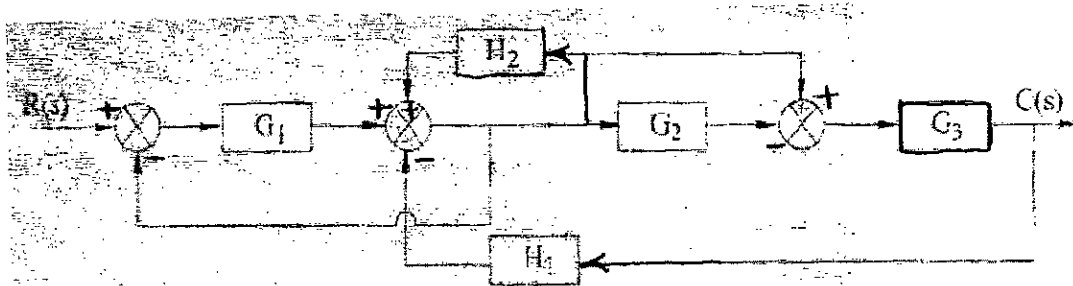 H₂
R(s)
+
+
+
+
C(s)
G₁
G₂
G₃
-
-
-
H₁